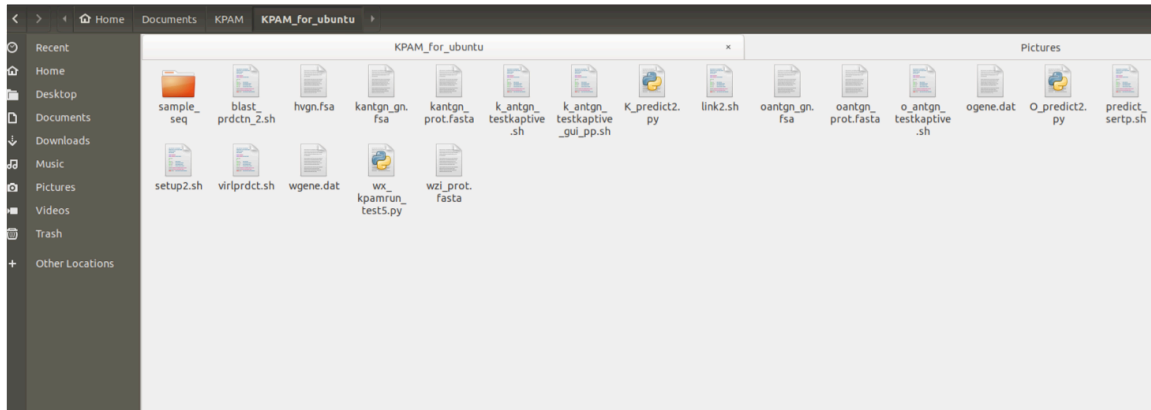 Home Documents KPAM KPAM_for_ubuntu
Recent
Home
Desktop
Documents
Downloads
Music
Pictures
Videos
Trash
Other Locations
KPAM_for_ubuntu × Pictures
sample_
seq
blast_
prdctn_2.sh
hvgn.fsa
kantgn_gn.
fsa
kantgn_
prot.fasta
k_antgn_
testkaptive
.sh
k_antgn_
testkaptive
_gui_pp.sh
K_predict2.
py
link2.sh
oantgn_gn.
fsa
oantgn_
prot.fasta
o_antgn_
testkaptive
.sh
ogene.dat
O_predict2.
py
predict_
sertp.sh
setup2.sh
virlprdct.sh
wgene.dat
wx_
kpamrun_
test5.py
wzi_prot.
fasta